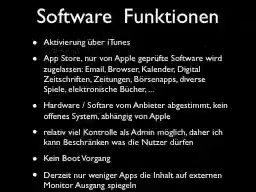 Software Funktionen
• Aktivierung über iTunes
• App Store, nur von Apple geprüfte Software wird
zugelassen: Email, Browser, Kalender, Digital
Zeitschriften, Zeitungen, Börsenapps, diverse
Spiele, elektronische Bücher, ...
• Hardware / Softare vom Anbieter abgestimmt, kein
offenes System, abhängig von Apple
• relativ viel Kontrolle als Admin möglich, daher ich
kann Beschränken was die Nutzer dürfen
• Kein Boot Vorgang
• Derzeit nur weniger Apps die Inhalt auf externen
Monitor Ausgang spiegeln